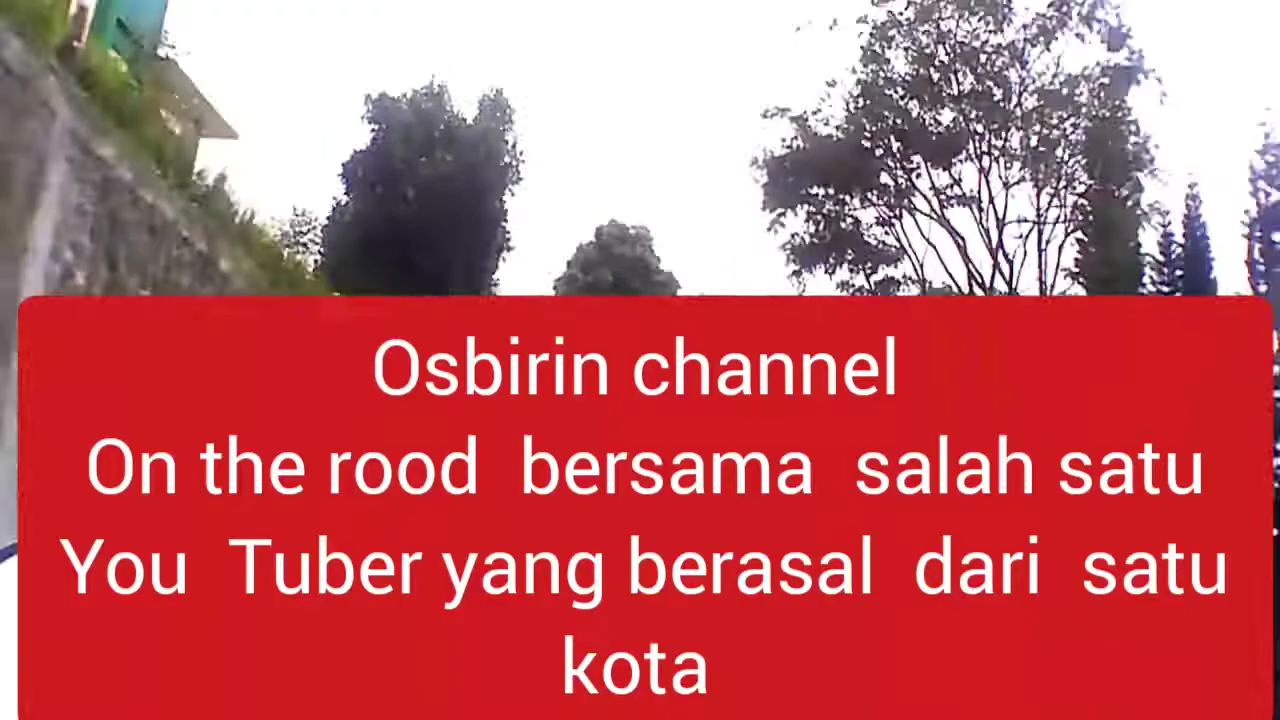 Osbirin channel
On the rood bersama salah satu
You Tuber yang berasal dari satu
kota